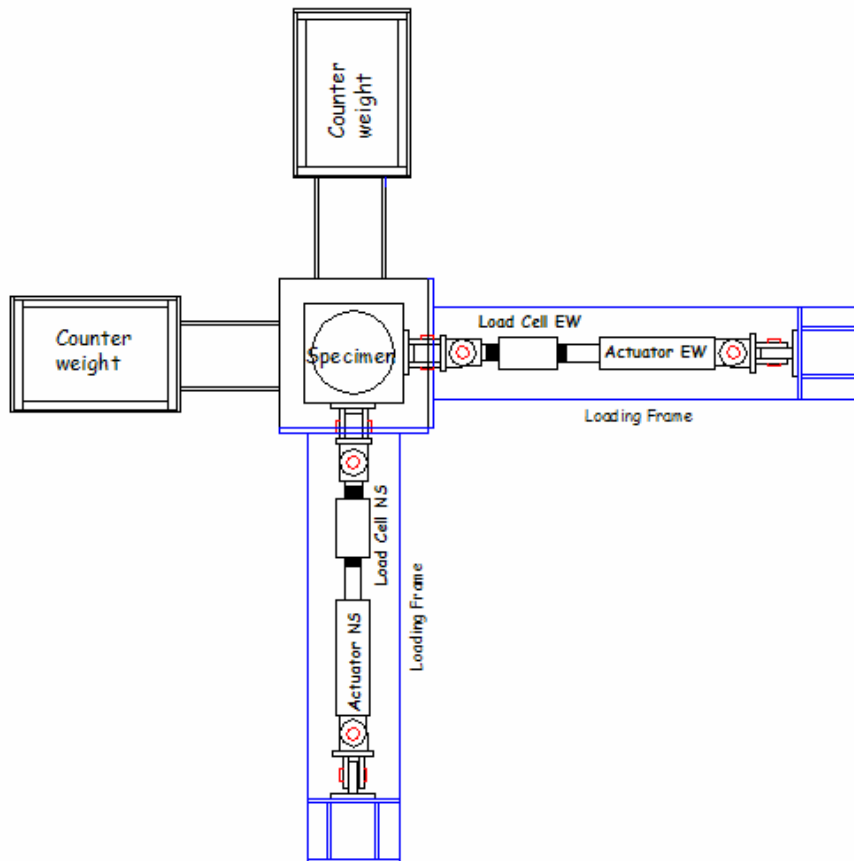 Counter
weight
Counter
weight
Specimen
Load Cell EW
Actuator EW
Loading Frame
Load Cell NS
Actuator NS
Loading Frame